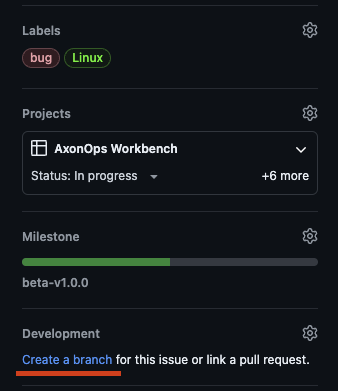 Labels
bug Linux
Projects
AxonOps Workbench
Status: In progress +6 more
Milestone
beta-v1.0.0
Development
Create a branch for this issue or link a pull request.